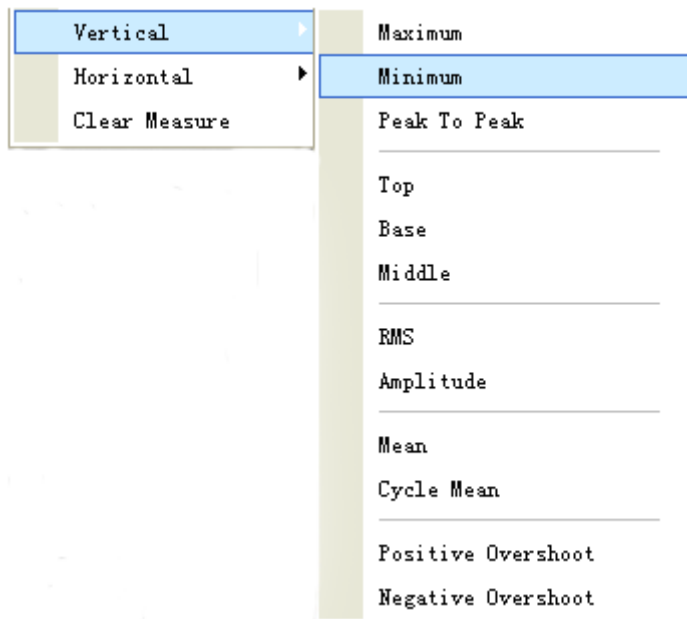 Vertical
Horizontal
Clear Measure
Maximum
Minimum
Peak To Peak
Top
Base
Middle
RMS
Amplitude
Mean
Cycle Mean
Positive Overshoot
Negative Overshoot